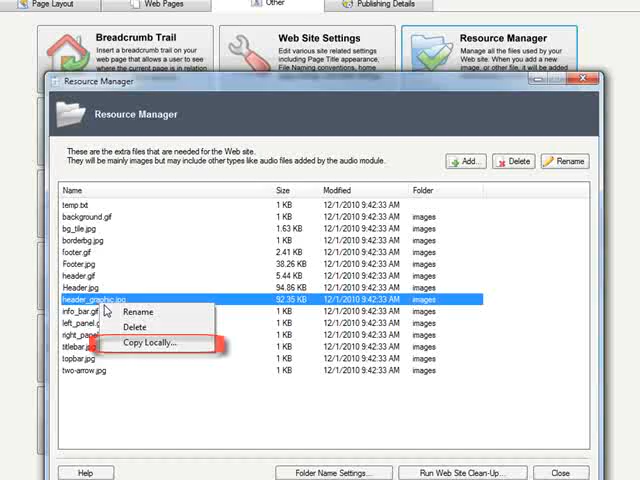 Page Layout
Web Pages
Other
Publishing Details
Breadcrumb Trail
Insert a breadcrumb trail on your
web page that allows a user to see
where the current page is in relation
Web Site Settings
Edit various site related settings
including Page Title appearance,
File Naming conventions, home
Resource Manager
Manage all the files used by your
Web site. When you add a new
image, or other file, it will be added
Resource Manager
Resource Manager
These are the extra files that are needed for the Web site.
They will be mainly images but may include other types like audio files added by the audio module.
Add...
Delete
Rename
Name Size Modified Folder
temp.txt 1 KB 12/1/2010 9:42:33 AM
background.gif 1 KB 12/1/2010 9:42:33 AM images
bg_tile.jpg 1.63 KB 12/1/2010 9:42:33 AM images
borderbg.jpg 1 KB 12/1/2010 9:42:33 AM images
footer.gif 2.41 KB 12/1/2010 9:42:33 AM images
Footer.jpg 38.26 KB 12/1/2010 9:42:33 AM images
header.gif 5.44 KB 12/1/2010 9:42:33 AM images
Header.jpg 94.86 KB 12/1/2010 9:42:33 AM images
header_graphic.jpg 92.35 KB 12/1/2010 9:42:33 AM images
info_bar.gif 1 KB 12/1/2010 9:42:33 AM images
left_panel.g 1 KB 12/1/2010 9:42:33 AM images
right_panel 1 KB 12/1/2010 9:42:33 AM images
titlebar.jpg 1 KB 12/1/2010 9:42:33 AM images
topbar.jpg 1 KB 12/1/2010 9:42:33 AM images
two-arrow.jpg 1 KB 12/1/2010 9:42:33 AM images
Rename
Delete
Copy Locally...
Help
Folder Name Settings...
Run Web Site Clean-Up...
Close